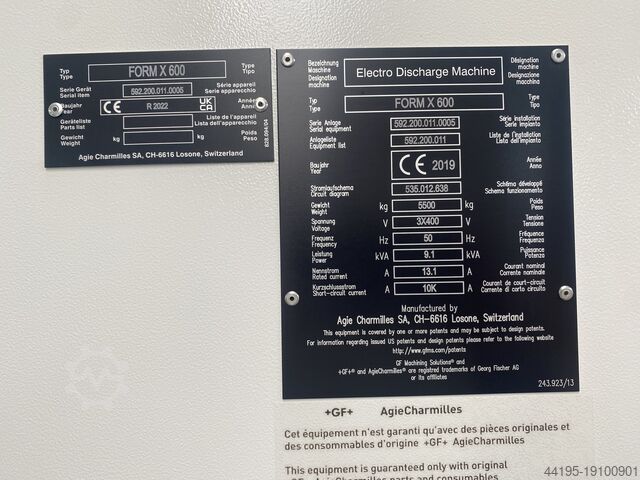 Typ
Type
FORM X 600
Type
Tipo
Serie Gerät
Serial item
592.200.011.0005
Série appareil
Serie apparecchio
Baujahr
Year
CE R 2022 UKCA
Année
Anno
Geräteliste
Parts list
Liste de l'appareil
Lista dell'apparecchio
Gewicht
Weight
kg
kg
Poids
Peso
Agie Charmilles SA, CH-6616 Losone, Switzerland
828.096/04
Bezeichnung
Maschine
Designation
machine
Electro Discharge Machine
Désignation
machine
Designazione
macchina
Typ
Type
FORM X 600
Type
Tipo
Serie Anlage
Serial equipment
592.200.011.0005
Série installation
Serie impianto
Anlageliste
Equipment list
592.200.011
Liste de l'installation
Lista dell'impianto
Baujahr
Year
CE 2019
Année
Anno
Stromlaufschema
Circuit diagram
535.012.638
Schéma développé
Schema funzionamento
Gewicht
Weight
kg
5500
kg
Poids
Peso
Spannung
Voltage
V
3X400
V
Tension
Tensione
Frequenz
Frequency
Hz
50
Hz
Fréquence
Frequenza
Leistung
Power
kVA
9.1
kVA
Puissance
Potenza
Nennstrom
Rated current
A
13.1
A
Courant nominal
Corrente nominale
Kurzschlusstrom
Short-circuit current
A
10K
A
Courant de court-circuit
Corrente di corto circuito
Manufactured by
Agie Charmilles SA, CH-6616 Losone, Switzerland
This equipment is covered by one or more patents and may be subject to design patents.
For information regarding issued US patents and design patents please refer to the following website
http://www.gfms.com/patents
GF Machining Solutions® and
+GF+® and AgieCharmilles® are registered trademarks of Georg Fischer AG
or its affiliates
243.923/13
+GF+ AgieCharmilles
Cet équipement n'est garanti qu'avec des pièces originales et
des consommables d'origine +GF+ AgieCharmilles
This equipment is guaranteed only with original
+GF+ AgieCharmilles parts and consumables
44195-19100901